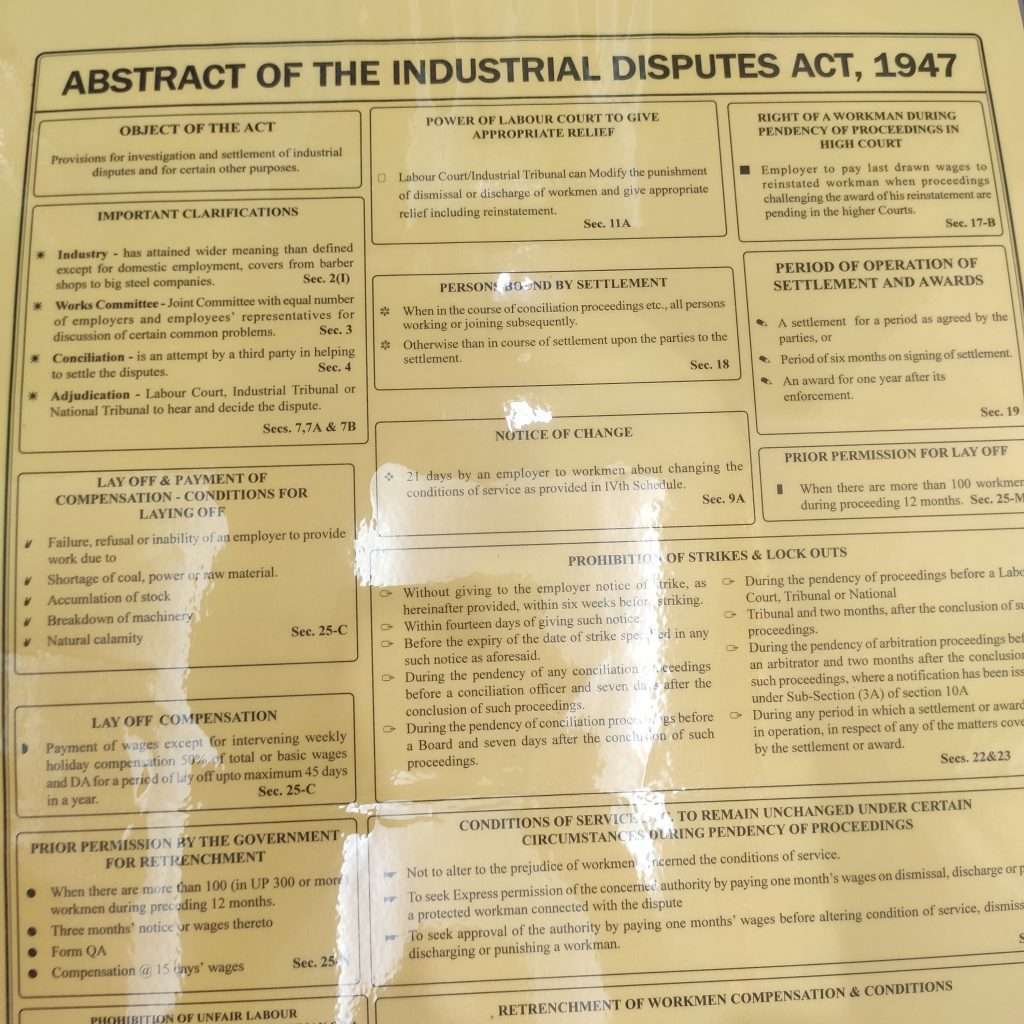 ABSTRACT OF THE INDUSTRIAL DISPUTES ACT, 1947
OBJECT OF THE ACT
Provisions for investigation and settlement of industrial
disputes and for certain other purposes.
IMPORTANT CLARIFICATIONS
Industry - has attained wider meaning than defined
except for domestic employment, covers from barber
shops to big steel companies. Sec. 2(I)
Works Committee - Joint Committee with equal number
of employers and employees' representatives for
discussion of certain common problems. Sec. 3
Conciliation - is an attempt by a third party in helping
to settle the disputes. Sec. 4
Adjudication - Labour Court, Industrial Tribunal or
National Tribunal to hear and decide the dispute.
Secs. 7,7A & 7B
LAY OFF & PAYMENT OF
COMPENSATION - CONDITIONS FOR
LAYING OFF
Failure, refusal or inability of an employer to provide
work due to
Shortage of coal, power or raw material.
Accumlation of stock
Breakdown of machinery
Natural calamity
Sec. 25-C
LAY OFF COMPENSATION
Payment of wages except for intervening weekly
holiday compensation 50% of total or basic wages
and DA for a period of lay off upto maximum 45 days
in a year. Sec. 25-C
PRIOR PERMISSION BY THE GOVERNMENT
FOR RETRENCHMENT
When there are more than 100 (in UP 300 or more)
workmen during preceding 12 months.
Three months' notice or wages thereto
Form QA
Compensation @ 15 days' wages Sec. 25
PHOHIBITION OF UNFAIR LABOUR
POWER OF LABOUR COURT TO GIVE
APPROPRIATE RELIEF
Labour Court/Industrial Tribunal can Modify the punishment
of dismissal or discharge of workmen and give appropriate
relief including reinstatement.
Sec. 11A
PERSONS BOUND BY SETTLEMENT
When in the course of conciliation proceedings etc., all persons
working or joining subsequently.
Otherwise than in course of settlement upon the parties to the
settlement.
Sec. 18
NOTICE OF CHANGE
21 days by an employer to workmen about changing the
conditions of service as provided in IVth Schedule.
Sec. 9A
RIGHT OF A WORKMAN DURING
PENDENCY OF PROCEEDINGS IN
HIGH COURT
Employer to pay last drawn wages to
reinstated workman when proceedings
challenging the award of his reinstatement are
pending in the higher Courts.
Sec. 17-B
PERIOD OF OPERATION OF
SETTLEMENT AND AWARDS
A settlement for a period as agreed by the
parties, or
Period of six months on signing of settlement.
An award for one year after its
enforcement.
Sec. 19
PRIOR PERMISSION FOR LAY OFF
When there are more than 100 workmen
during proceeding 12 months. Sec. 25-M
PROHIBITION OF STRIKES & LOCK OUTS
Without giving to the employer notice of strike, as
hereinafter provided, within six weeks before striking.
Within fourteen days of giving such notice.
Before the expiry of the date of strike specified in any
such notice as aforesaid.
During the pendency of any conciliation proceedings
before a conciliation officer and seven days after the
conclusion of such proceedings.
During the pendency of conciliation proceedings before
a Board and seven days after the conclusion of such
proceedings.
During the pendency of proceedings before a
Court, Tribunal or National
Tribunal and two months, after the conclusion of
proceedings.
During the pendency of arbitration proceedings
an arbitrator and two months after the conclusion
such proceedings, where a notification has been
under Sub-Section (3A) of section 10A
During any period in which a settlement or award
in operation, in respect of any of the matters
by the settlement or award.
Secs. 22&23
CONDITIONS OF SERVICE TO REMAIN UNCHANGED UNDER CERTAIN
CIRCUMSTANCES DURING PENDENCY OF PROCEEDINGS
Not to alter to the prejudice of workmen concerned the conditions of service.
To seek Express permission of the concerned authority by paying one month's wages on dismissal, discharge or
a protected workman connected with the dispute
To seek approval of the authority by paying one months' wages before altering condition of service,
discharging or punishing a workman.
RETRENCHMENT OF WORKMEN COMPENSATION & CONDITIONS